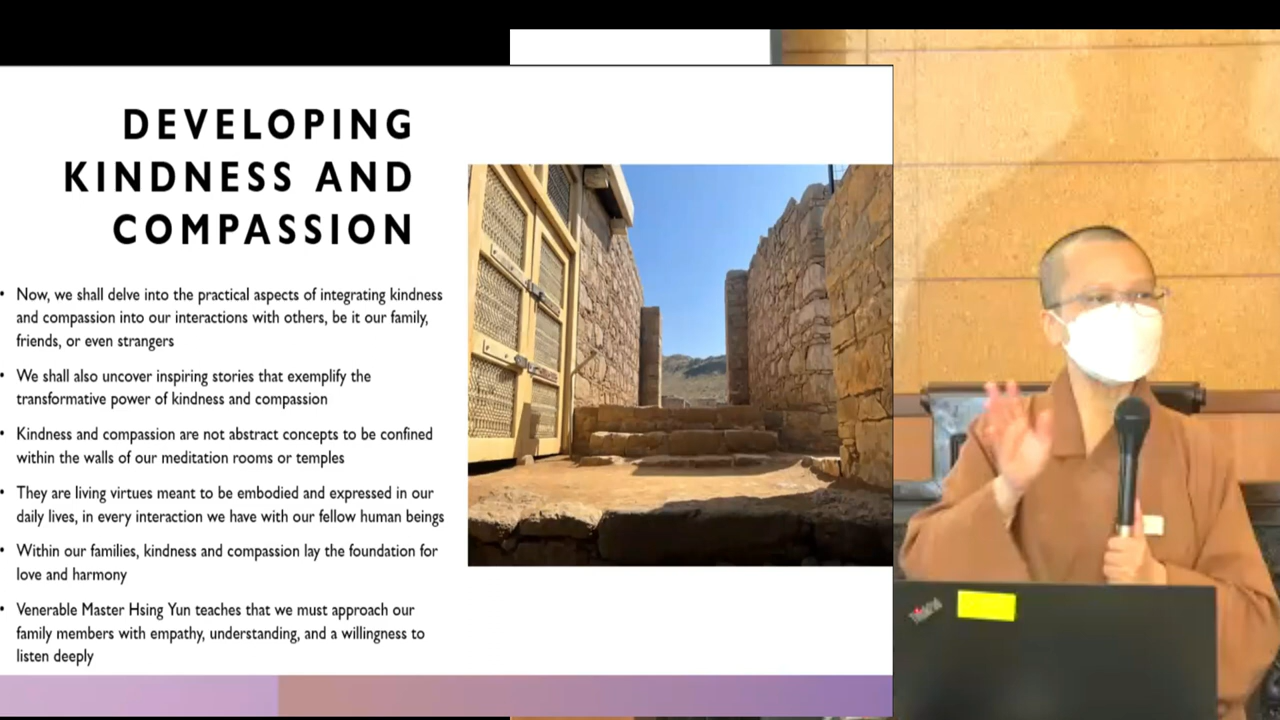 DEVELOPING
KINDNESS AND
COMPASSION
• Now, we shall delve into the practical aspects of integrating kindness
and compassion into our interactions with others, be it our family,
friends, or even strangers
• We shall also uncover inspiring stories that exemplify the
transformative power of kindness and compassion
• Kindness and compassion are not abstract concepts to be confined
within the walls of our meditation rooms or temples
• They are living virtues meant to be embodied and expressed in our
daily lives, in every interaction we have with our fellow human beings
• Within our families, kindness and compassion lay the foundation for
love and harmony
• Venerable Master Hsing Yun teaches that we must approach our
family members with empathy, understanding, and a willingness to
listen deeply
ThinkPad